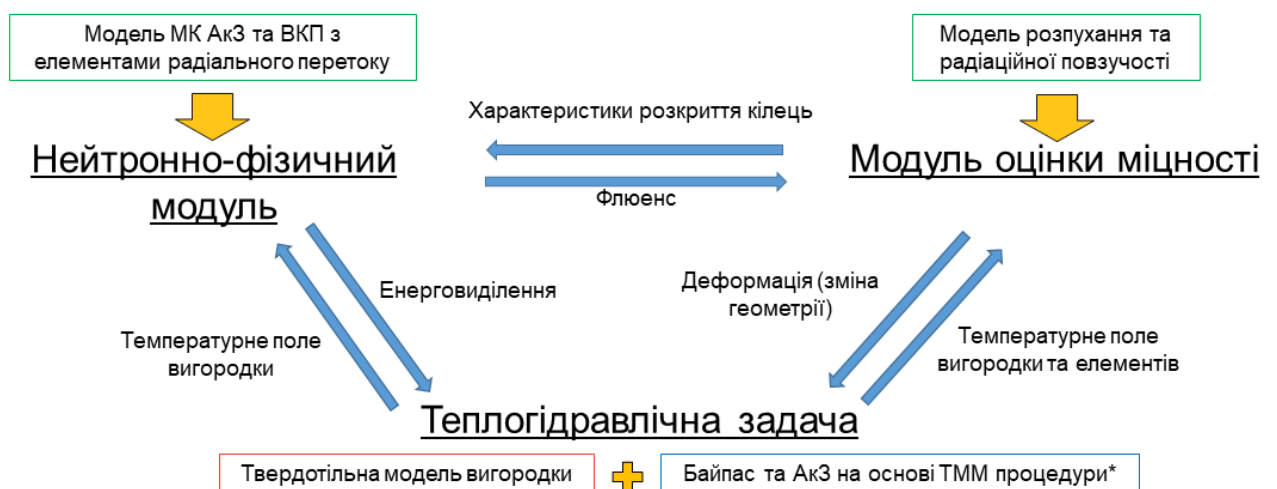 Модель МК АкЗ та ВКП з
елементами радіального перетоку
Модель розпухання та
радіаційної повзучості
Характеристики розкриття кілець
Нейтронно-фізичний
модуль
Модуль оцінки міцності
Флюенс
Енерговиділення
Деформація (зміна
геометрії)
Температурне поле
вигородки
Температурне поле
вигородки та елементів
Теплогідравлічна задача
Твердотільна модель вигородки
Байпас та АкЗ на основі ТММ процедури*